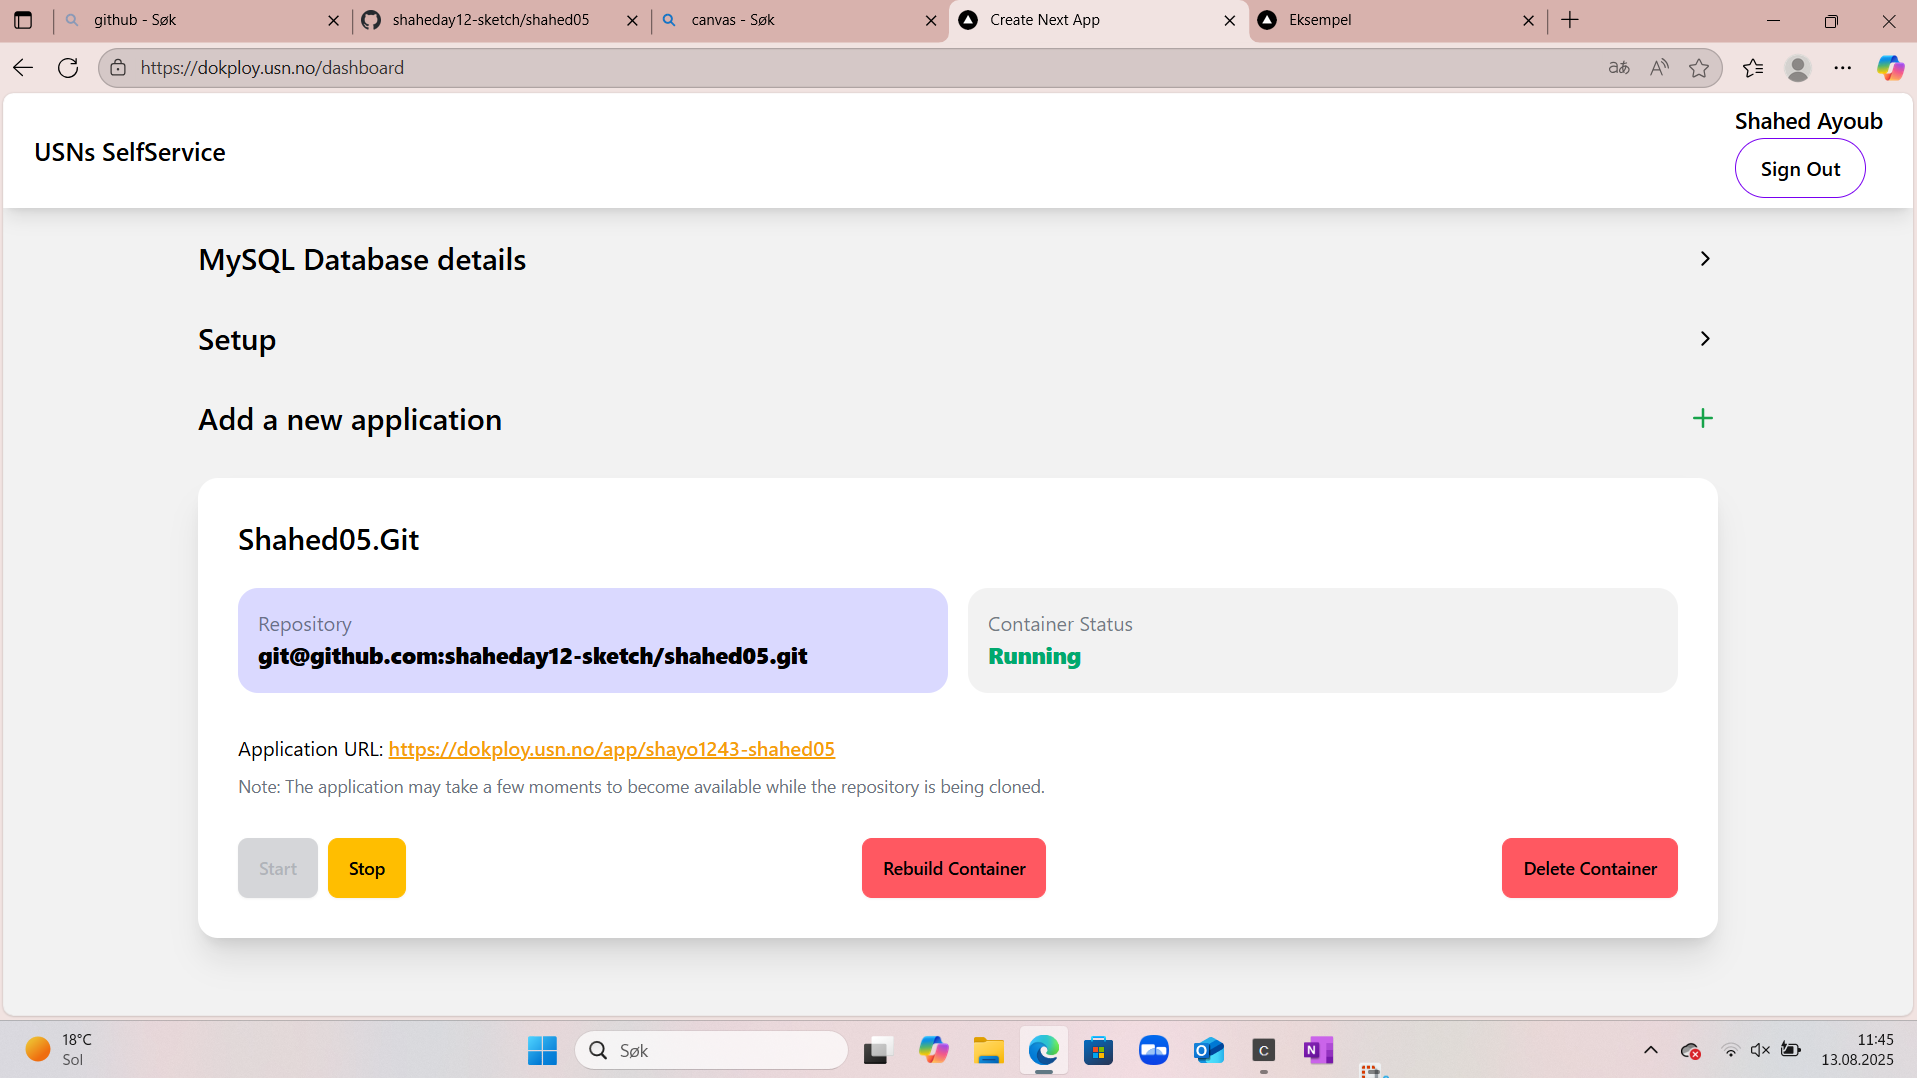 github - Søk
shaheday12-sketch/shahed05
canvas - Søk
Create Next App
Eksempel
https://dokploy.usn.no/dashboard
aあ
USNs SelfService
Shahed Ayoub
Sign Out
MySQL Database details
Setup
Add a new application
Shahed05.Git
Repository
git@github.com:shaheday12-sketch/shahed05.git
Container Status
Running
Application URL: https://dokploy.usn.no/app/shayo1243-shahed05
Note: The application may take a few moments to become available while the repository is being cloned.
Start
Stop
Rebuild Container
Delete Container
18°C
Sol
Søk
11:45
13.08.2025